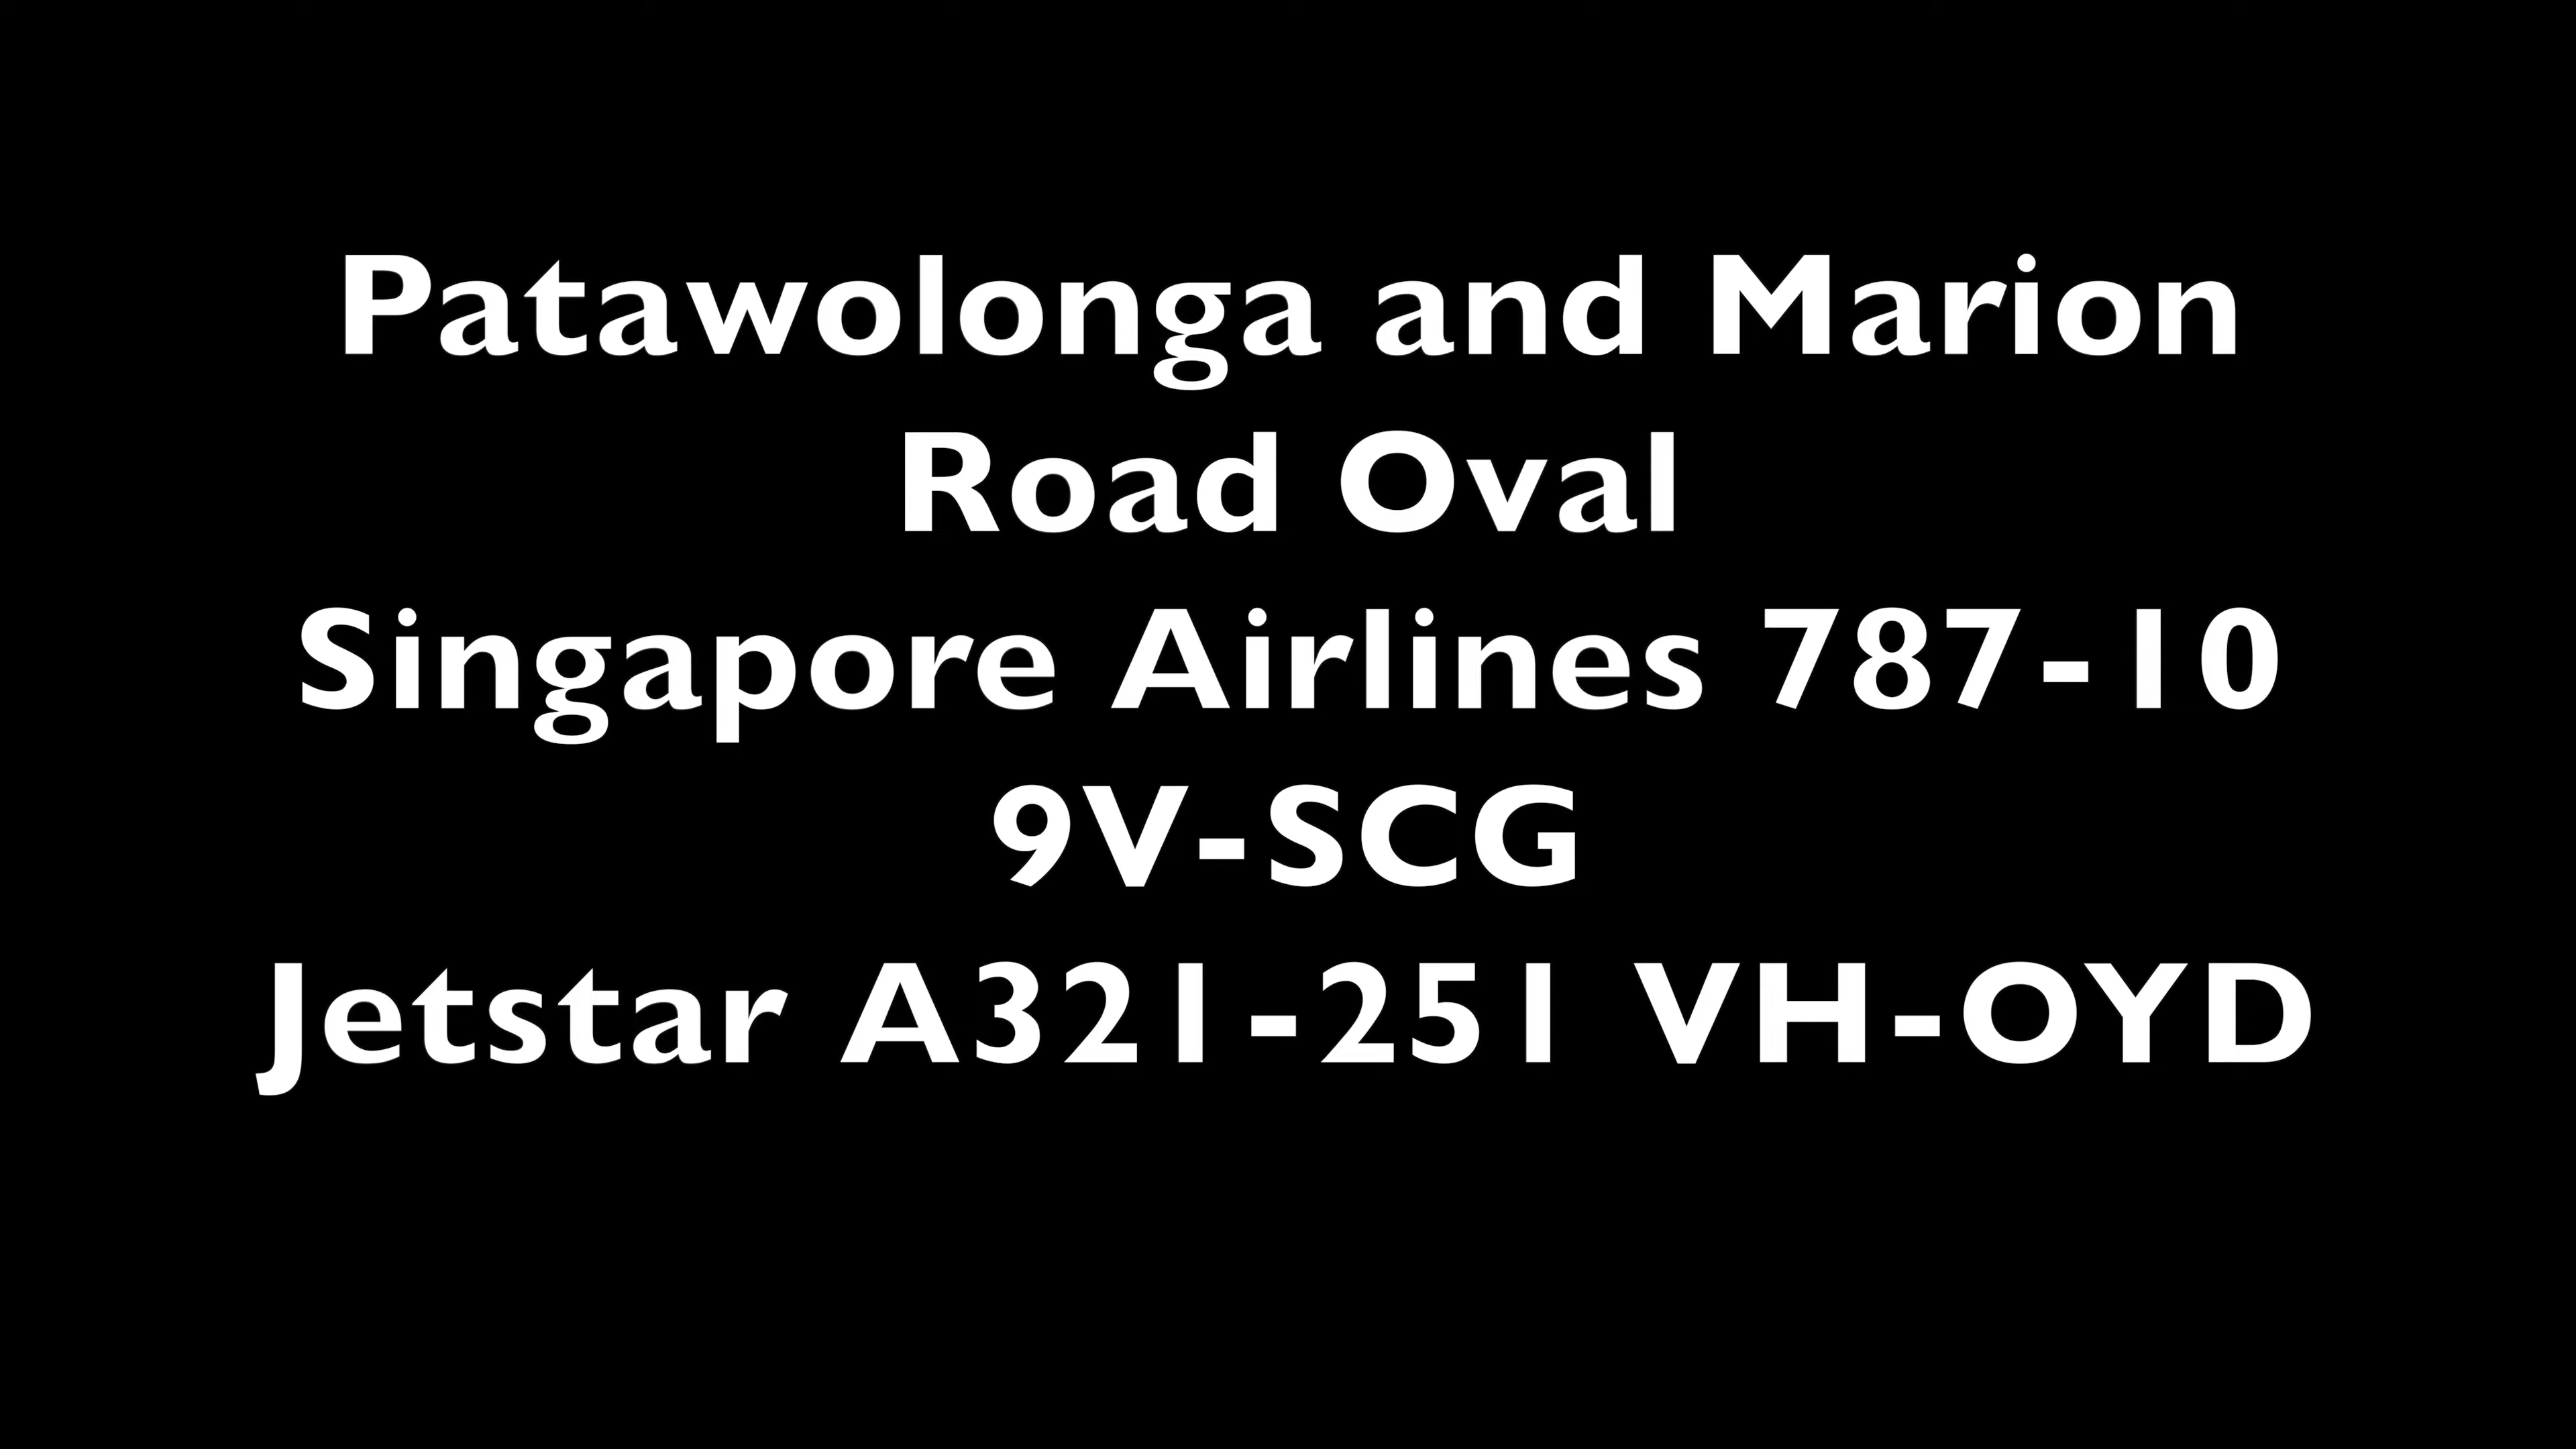 Patawolonga and Marion
Road Oval
Singapore Airlines 787-10
9V-SCG
Jetstar A321-251 VH-OYD